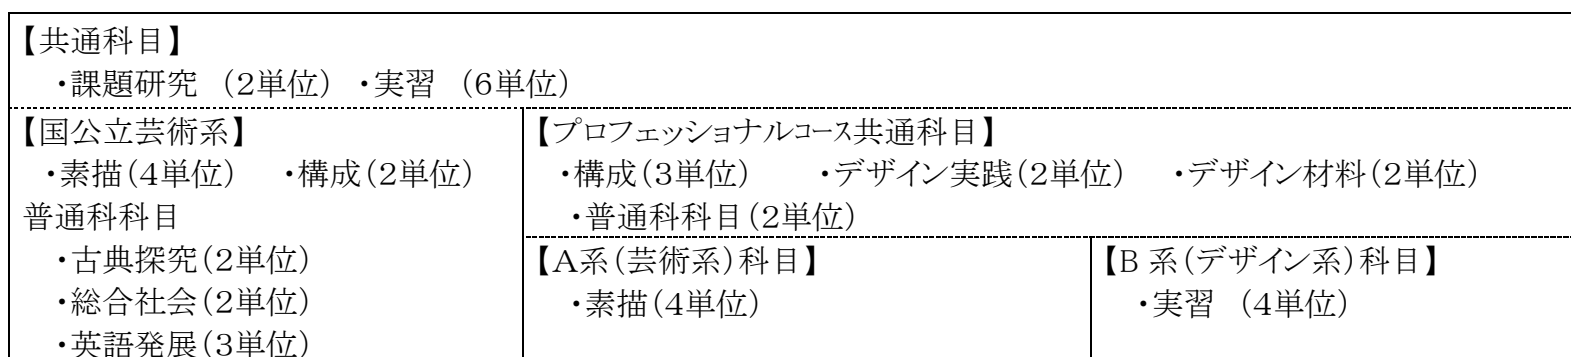 【共通科目】
・課題研究 (2単位) ・実習 (6単位)
【国公立芸術系】
・素描(4単位) ・構成(2単位)
普通科科目
・古典探究(2単位)
・総合社会(2単位)
・英語発展(3単位)
【プロフェッショナルコース共通科目】
・構成(3単位) ・デザイン実践(2単位) ・デザイン材料(2単位)
・普通科科目(2単位)
【A系(芸術系)科目】
・素描(4単位)
【B系(デザイン系)科目】
・実習 (4単位)